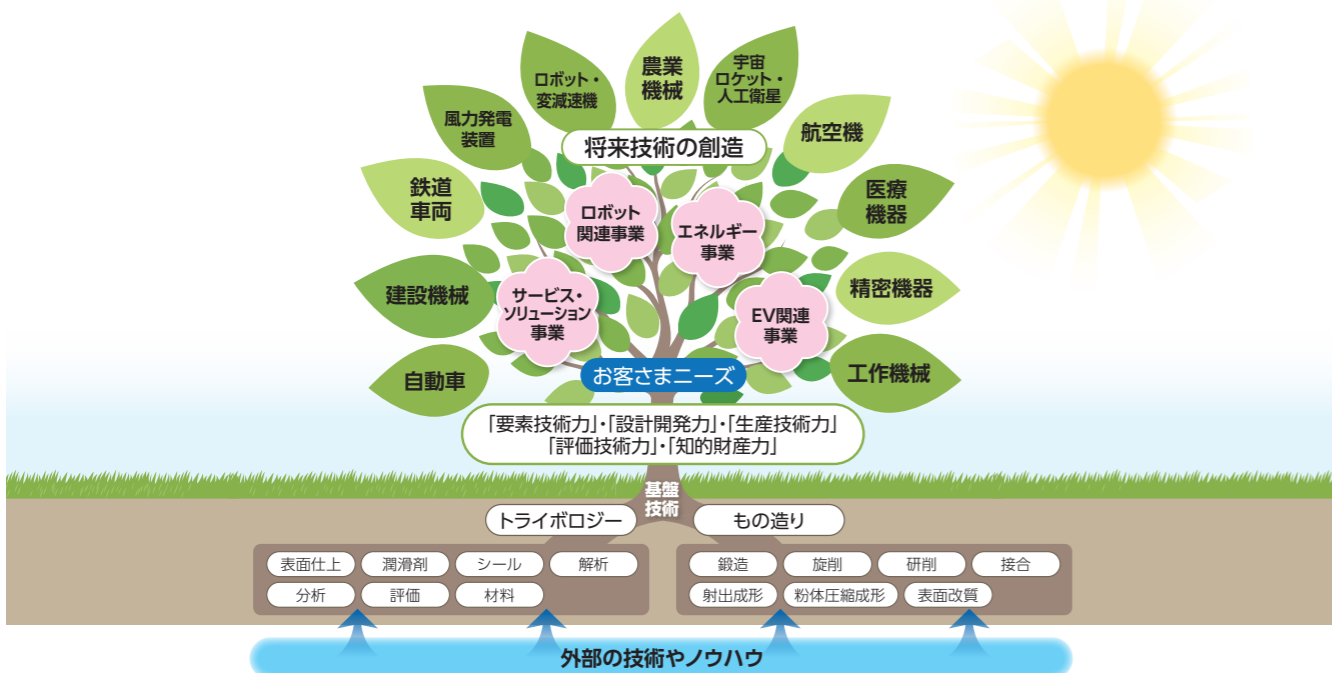 農業
機械
宇宙
ロケット・
人工衛星
ロボット・
変減速機
風力発電
装置
航空機
将来技術の創造
鉄道
車両
医療
機器
ロボット
関連事業
エネルギー
事業
建設機械
サービス・
ソリューション
事業
EV関連
事業
精密機器
自動車
お客さまニーズ
工作機械
「要素技術力」・「設計開発力」・「生産技術力」
「評価技術力」・「知的財産力」
基盤
技術
トライボロジー
もの造り
表面仕上
潤滑剤
シール
解析
分析
評価
材料
鍛造
旋削
研削
接合
射出成形
粉体圧縮成形
表面改質
外部の技術やノウハウ